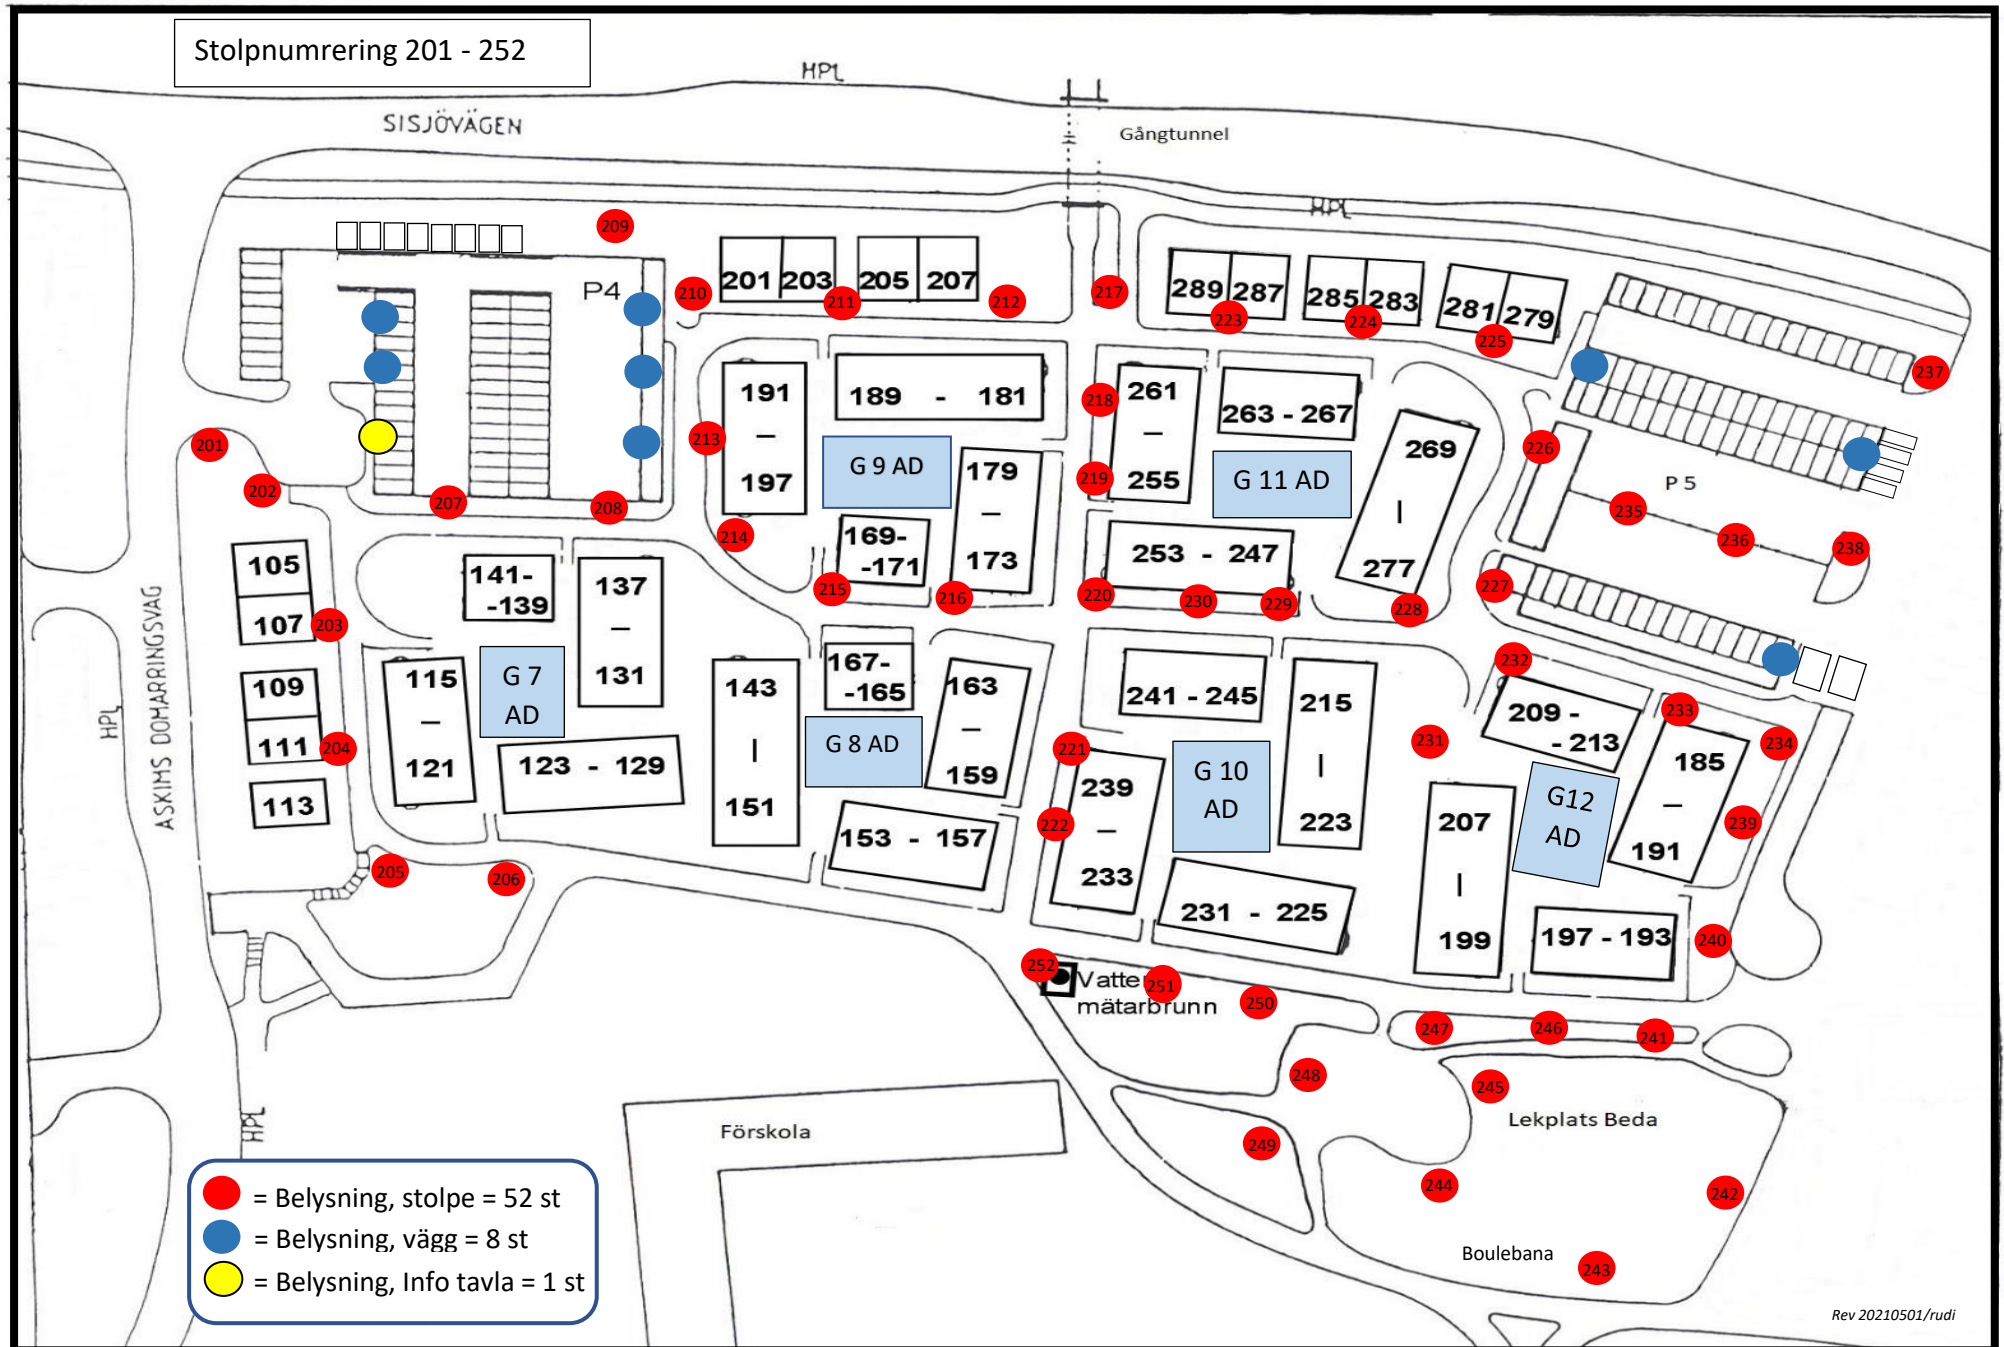 Stolpnumrering 201 - 252
HPL
SISJÖVÄGEN
Gångtunnel
HPL
209
P4
210
201 203
211
205 207
212
217
289 287
223
285 283
224
281 279
225
237
191
–
197
189 - 181
213
214
G 9 AD
179
–
173
169-
-171
215
216
218
219
261
–
255
263 - 267
G 11 AD
269
|
277
253 - 247
220
230
229
228
226
P 5
235
236
238
227
201
202
207
208
105
107
203
109
111
204
113
HPL
ASKIMS DOMARRINGSVÄG
141-
-139
137
–
131
115
–
121
G 7
AD
123 - 129
143
|
151
167-
-165
163
–
159
G 8 AD
153 - 157
205
206
241 - 245
215
|
223
221
222
239
–
233
G 10
AD
231 - 225
231
232
209 -
- 213
233
234
185
–
191
239
207
|
199
G12
AD
197 - 193
240
252
Vatte
251
mätarbrunn
250
247
246
241
248
245
Lekplats Beda
249
244
242
Boulebana
243
HPL
Förskola
= Belysning, stolpe = 52 st
= Belysning, vägg = 8 st
= Belysning, Info tavla = 1 st
Rev 20210501/rudi